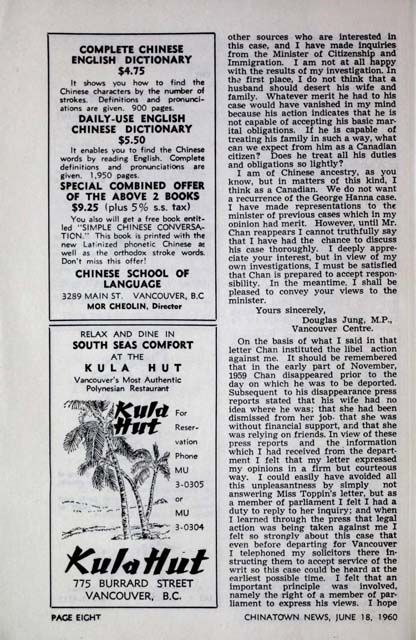 COMPLETE CHINESE
ENGLISH DICTIONARY
$4.75
It shows you how to find the
Chinese characters by the number of
strokes. Definitions and pronunci-
ations are given. 900 pages.
DAILY-USE ENGLISH
CHINESE DICTIONARY
$5.50
It enables you to find the Chinese
words by reading English. Complete
definitions and pronunciations are
given. 1,950 pages.
SPECIAL COMBINED OFFER
OF THE ABOVE 2 BOOKS
$9.25 (plus 5% s.s. tax)
You also will get a free book entit-
led "SIMPLE CHINESE CONVERSA-
TION." This book is printed with the
new Latinized phonetic Chinese as
well as the orthodox stroke words.
Don't miss this offer!
CHINESE SCHOOL OF
LANGUAGE
3289 MAIN ST. VANCOUVER, B.C
MOR CHEOLIN, Director
RELAX AND DINE IN
SOUTH SEAS COMFORT
AT THE
KULA HUT
Vancouver's Most Authentic
Polynesian Restaurant
Kula
Hut
For
Reser-
vation
Phone
MU
3-0305
or
MU
3-0304
Kula Hut
775 BURRARD STREET
VANCOUVER, B.C.
other sources who are interested in
this case, and I have made inquiries
from the Minister of Citizenship and
Immigration. I am not at all happy
with the results of my investigation. In
the first place, I do not think that a
husband should desert his wife and
family. Whatever merit he had to his
case would have vanished in my mind
because his action indicates that he is
not capable of accepting his basic mar-
ital obligations. If he is capable of
treating his family in such a way, what
can we expect from him as a Canadian
citizen? Does he treat all his duties
and obligations so lightly?
I am of Chinese ancestry, as you
know, but in matters of this kind, I
think as a Canadian. We do not want
a recurrence of the George Hanna case.
I have made representations to the
minister of previous cases which in my
opinion had merit. However, until Mr.
Chan reappears I cannot truthfully say
that I have had the chance to discuss
his case thoroughly. I deeply appre-
ciate your interest, but in view of my
own investigations, I must be satisfied
that Chan is prepared to accept respon-
sibility. In the meantime, I shall be
pleased to convey your views to the
minister.
Yours sincerely,
Douglas Jung, M.P.,
Vancouver Centre.
On the basis of what I said in that
letter Chan instituted the libel action
against me. It should be remembered
that in the early part of November,
1959 Chan disappeared prior to the
day on which he was to be deported.
Subsequent to his disappearance press
reports stated that his wife had no
idea where he was; that she had been
dismissed from her job; that she was
without financial support, and that she
was relying on friends. In view of these
press reports and the information
which I had received from the depart-
ment I felt that my letter expressed
my opinions in a firm but courteous
way. I could easily have avoided all
this unpleasantness by simply not
answering Miss Toppin's letter, but as
a member of parliament I felt I had a
duty to reply to her inquiry; and when
I learned through the press that legal
action was being taken against me I
felt so strongly about this case that
even before departing for Vancouver
I telephoned my solicitors there in-
structing them to accept service of the
writ so this case could be heard at the
earliest possible time. I felt that an
important principle was involved,
namely the right of a member of par-
liament to express his views. I hope
PAGE EIGHT
CHINATOWN NEWS, JUNE 18, 1960